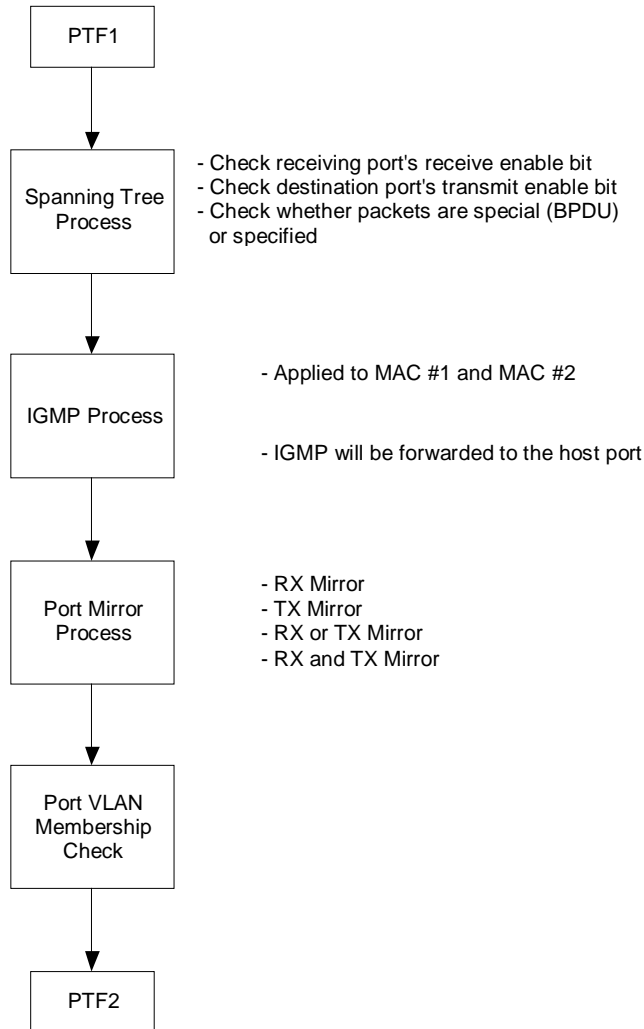 PTF1
Spanning Tree
Process
- Check receiving port's receive enable bit
- Check destination port's transmit enable bit
- Check whether packets are special (BPDU)
or specified
IGMP Process
- Applied to MAC #1 and MAC #2
- IGMP will be forwarded to the host port
Port Mirror
Process
- RX Mirror
- TX Mirror
- RX or TX Mirror
- RX and TX Mirror
Port VLAN
Membership
Check
PTF2